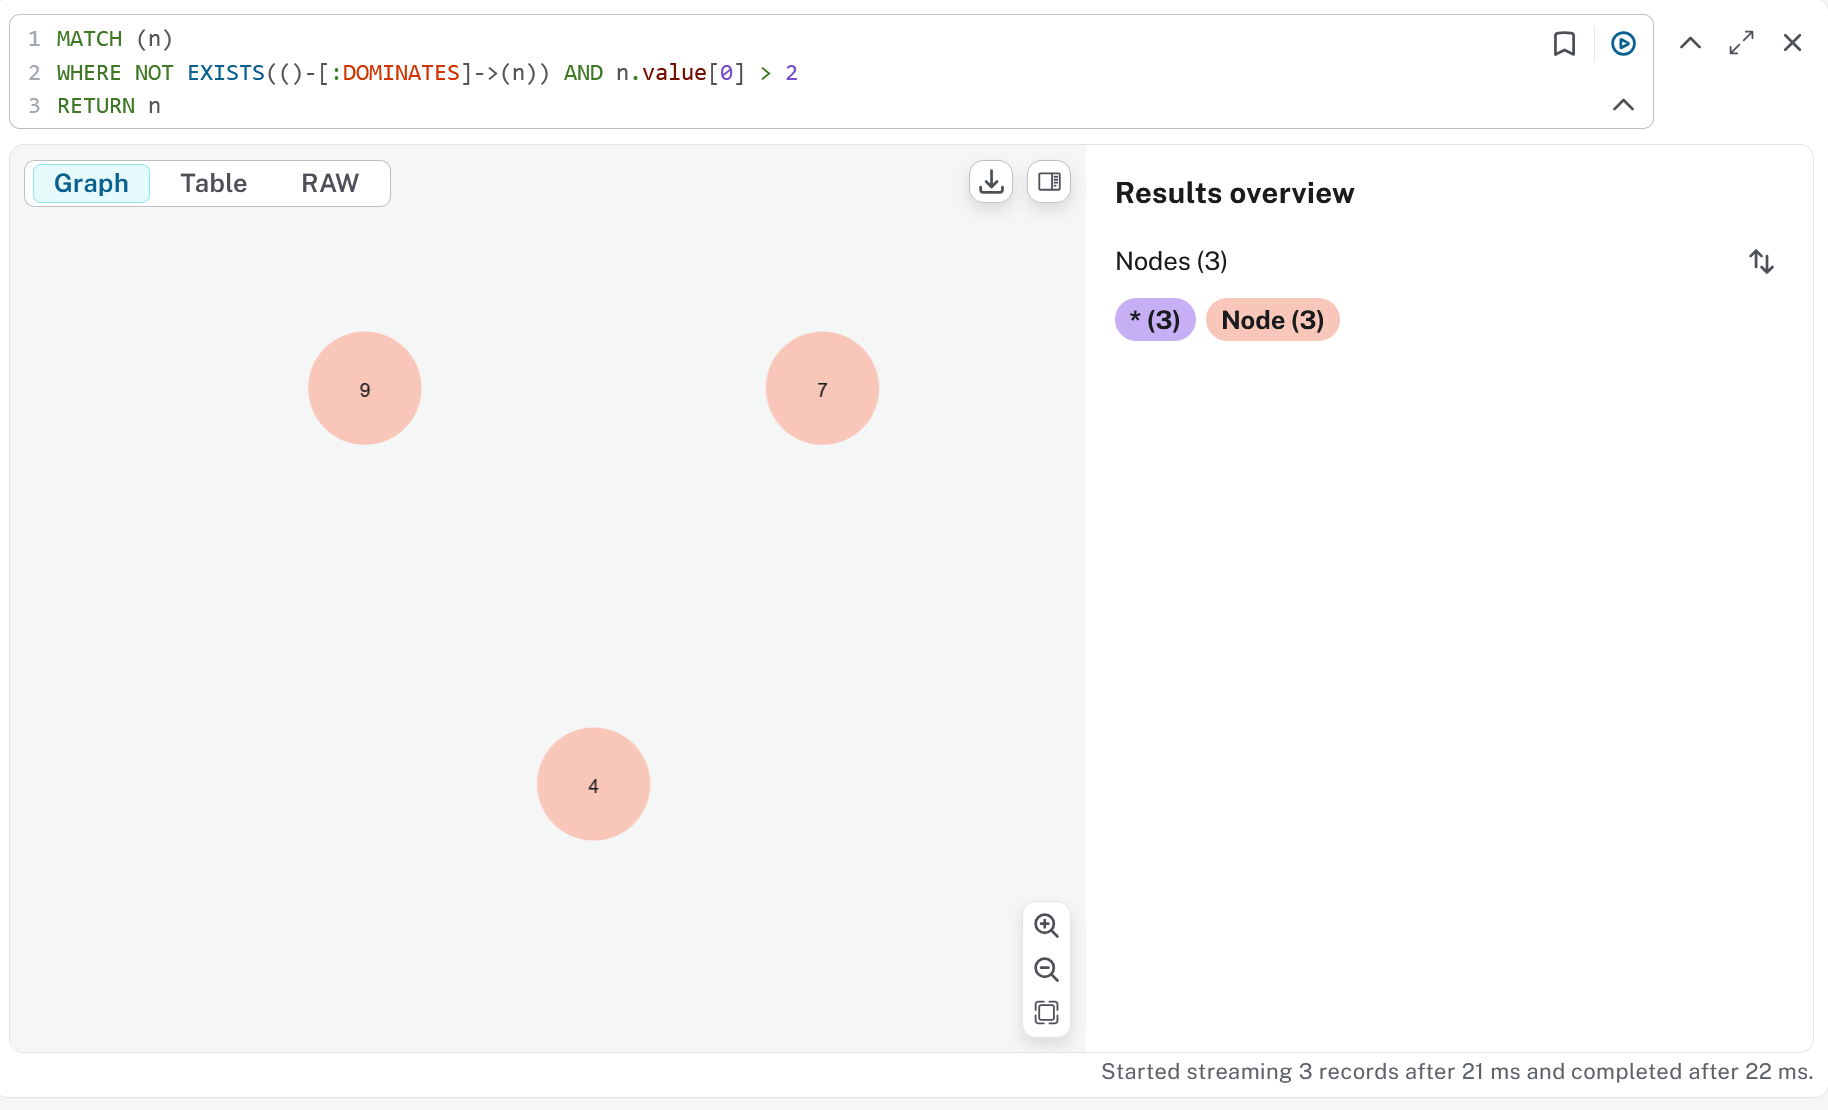 1 MATCH (n)
2 WHERE NOT EXISTS(()-[:DOMINATES]->(n)) AND n.value[0] > 2
3 RETURN n
Graph Table RAW
Results overview
Nodes (3)
* (3) Node (3)
9
7
4
Started streaming 3 records after 21 ms and completed after 22 ms.